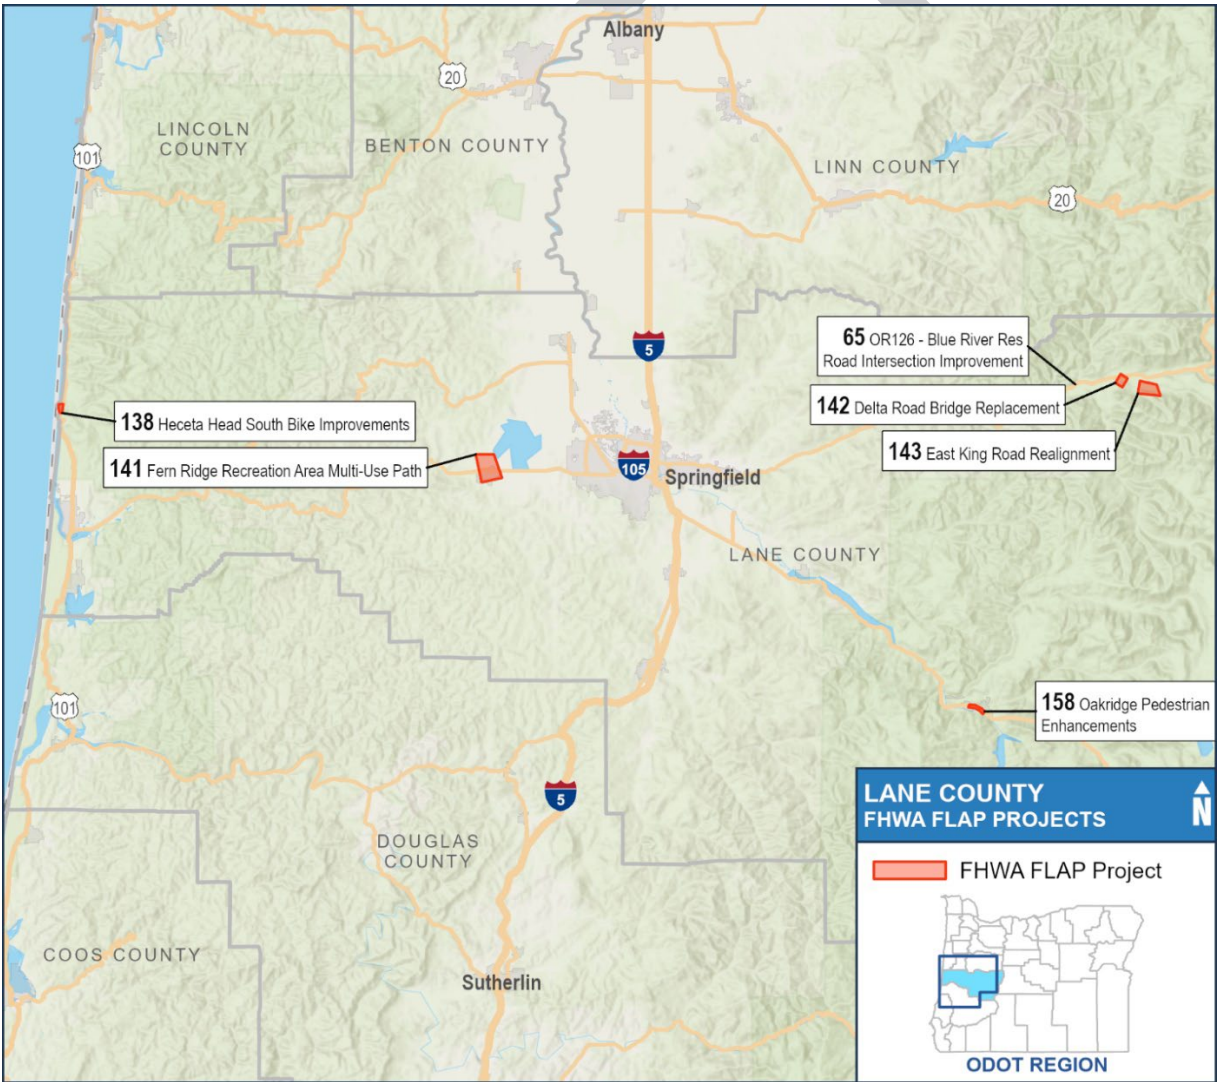 Albany
20
LINCOLN
COUNTY
BENTON COUNTY
101
LINN COUNTY
20
5
65 OR126 - Blue River Res
Road Intersection Improvement
142 Delta Road Bridge Replacement
143 East King Road Realignment
138 Heceta Head South Bike Improvements
141 Fern Ridge Recreation Area Multi-Use Path
105
Springfield
LANE COUNTY
101
158 Oakridge Pedestrian
Enhancements
5
DOUGLAS
COUNTY
COOS COUNTY
Sutherlin
LANE COUNTY
FHWA FLAP PROJECTS
N
FHWA FLAP Project
ODOT REGION